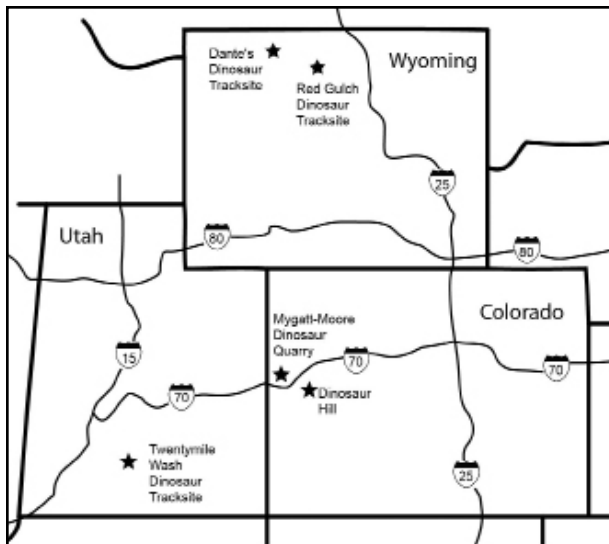 Dante's
Dinosaur
Tracksite
Wyoming
Red Gulch
Dinosaur
Tracksite
25
80
80
Utah
Mygatt-Moore
Dinosaur
Quarry
Colorado
15
70
70
70
Dinosaur
Hill
Twentymile
Wash
Dinosaur
Tracksite
25